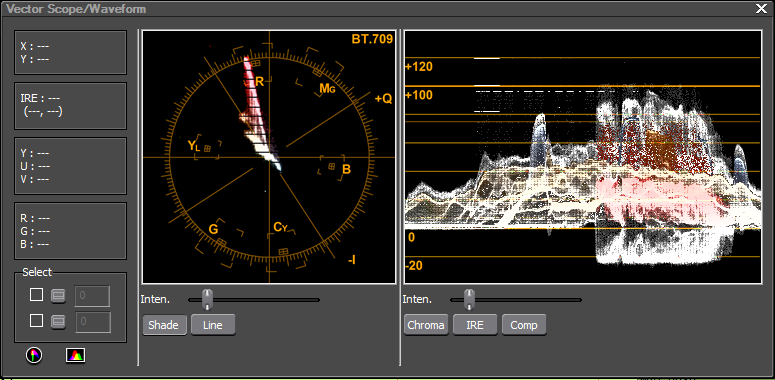 Vector Scope/Waveform
X : ---
Y : ---
IRE : ---
(---, ---)
Y : ---
U : ---
V : ---
R : ---
G : ---
B : ---
Select
0
0
BT.709
R
MG
+Q
YL
B
G
CY
-I
Inten.
Shade Line
+120
+100
0
-20
Inten.
Chroma IRE Comp